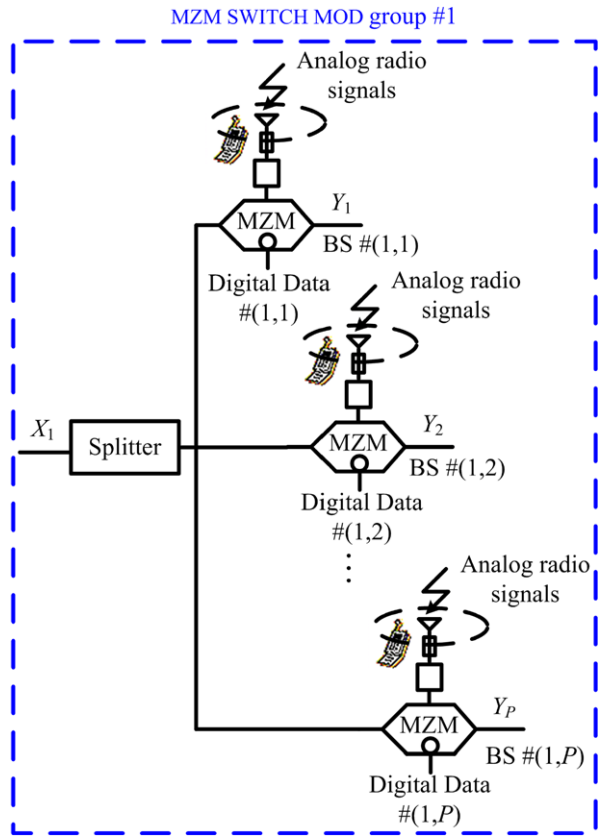 MZM SWITCH MOD group #1
Analog radio
signals
MZM
Y1
BS #(1,1)
Digital Data
#(1,1)
Analog radio
signals
X1
Splitter
MZM
Y2
BS #(1,2)
Digital Data
#(1,2)
Analog radio
signals
MZM
YP
BS #(1,P)
Digital Data
#(1,P)